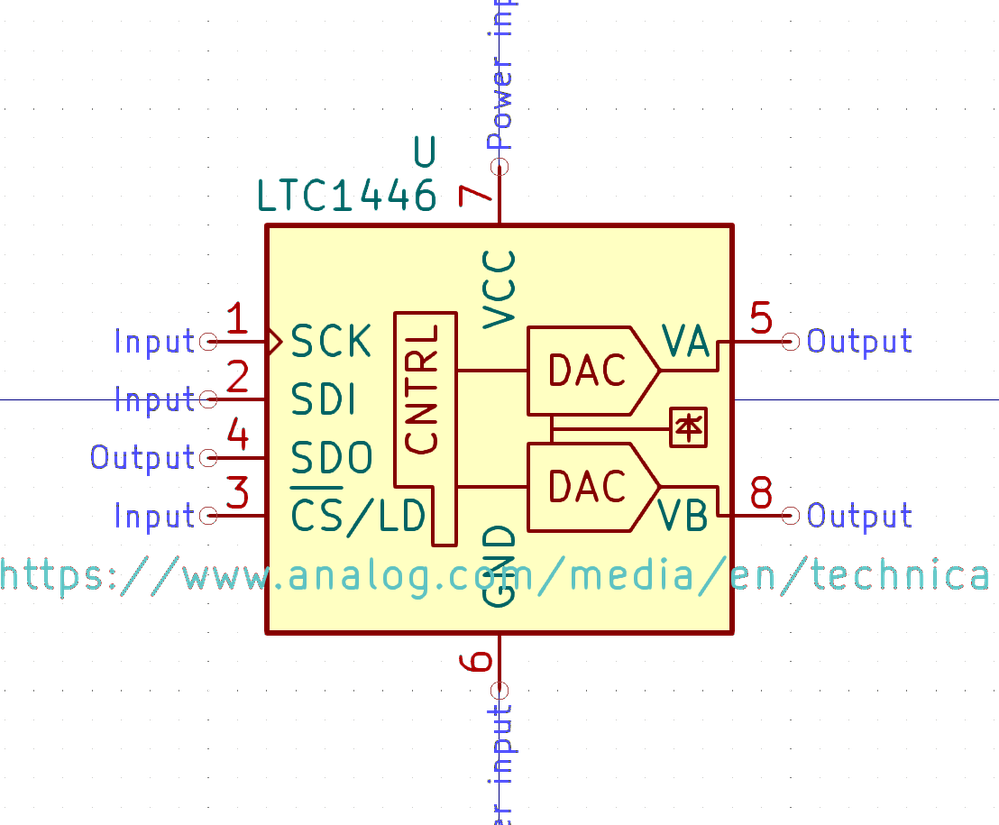 Power inp
U
LTC1446
7
VCC
1
Input
SCK
2
Input
SDI
4
Output
SDO
3
Input
CS/LD
CNTRL
DAC
DAC
VA
5
Output
VB
8
Output
GND
https://www.analog.com/media/en/technica
6
er input